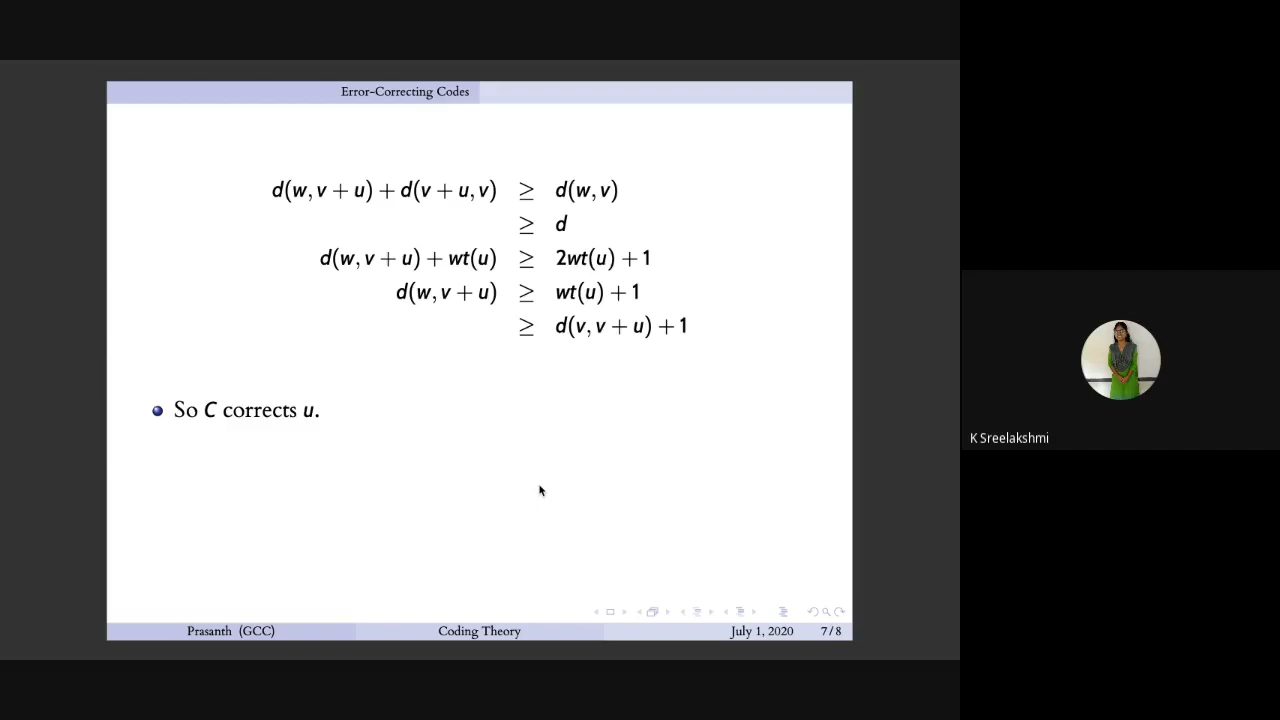 Error-Correcting Codes
d(w, v + u) + d(v + u, v) ≥ d(w, v)
≥ d
d(w, v + u) + wt(u) ≥ 2wt(u) + 1
d(w, v + u) ≥ wt(u) + 1
≥ d(v, v + u) + 1
So C corrects u.
K Sreelakshmi
Prasanth (GCC) Coding Theory July 1, 2020 7 / 8